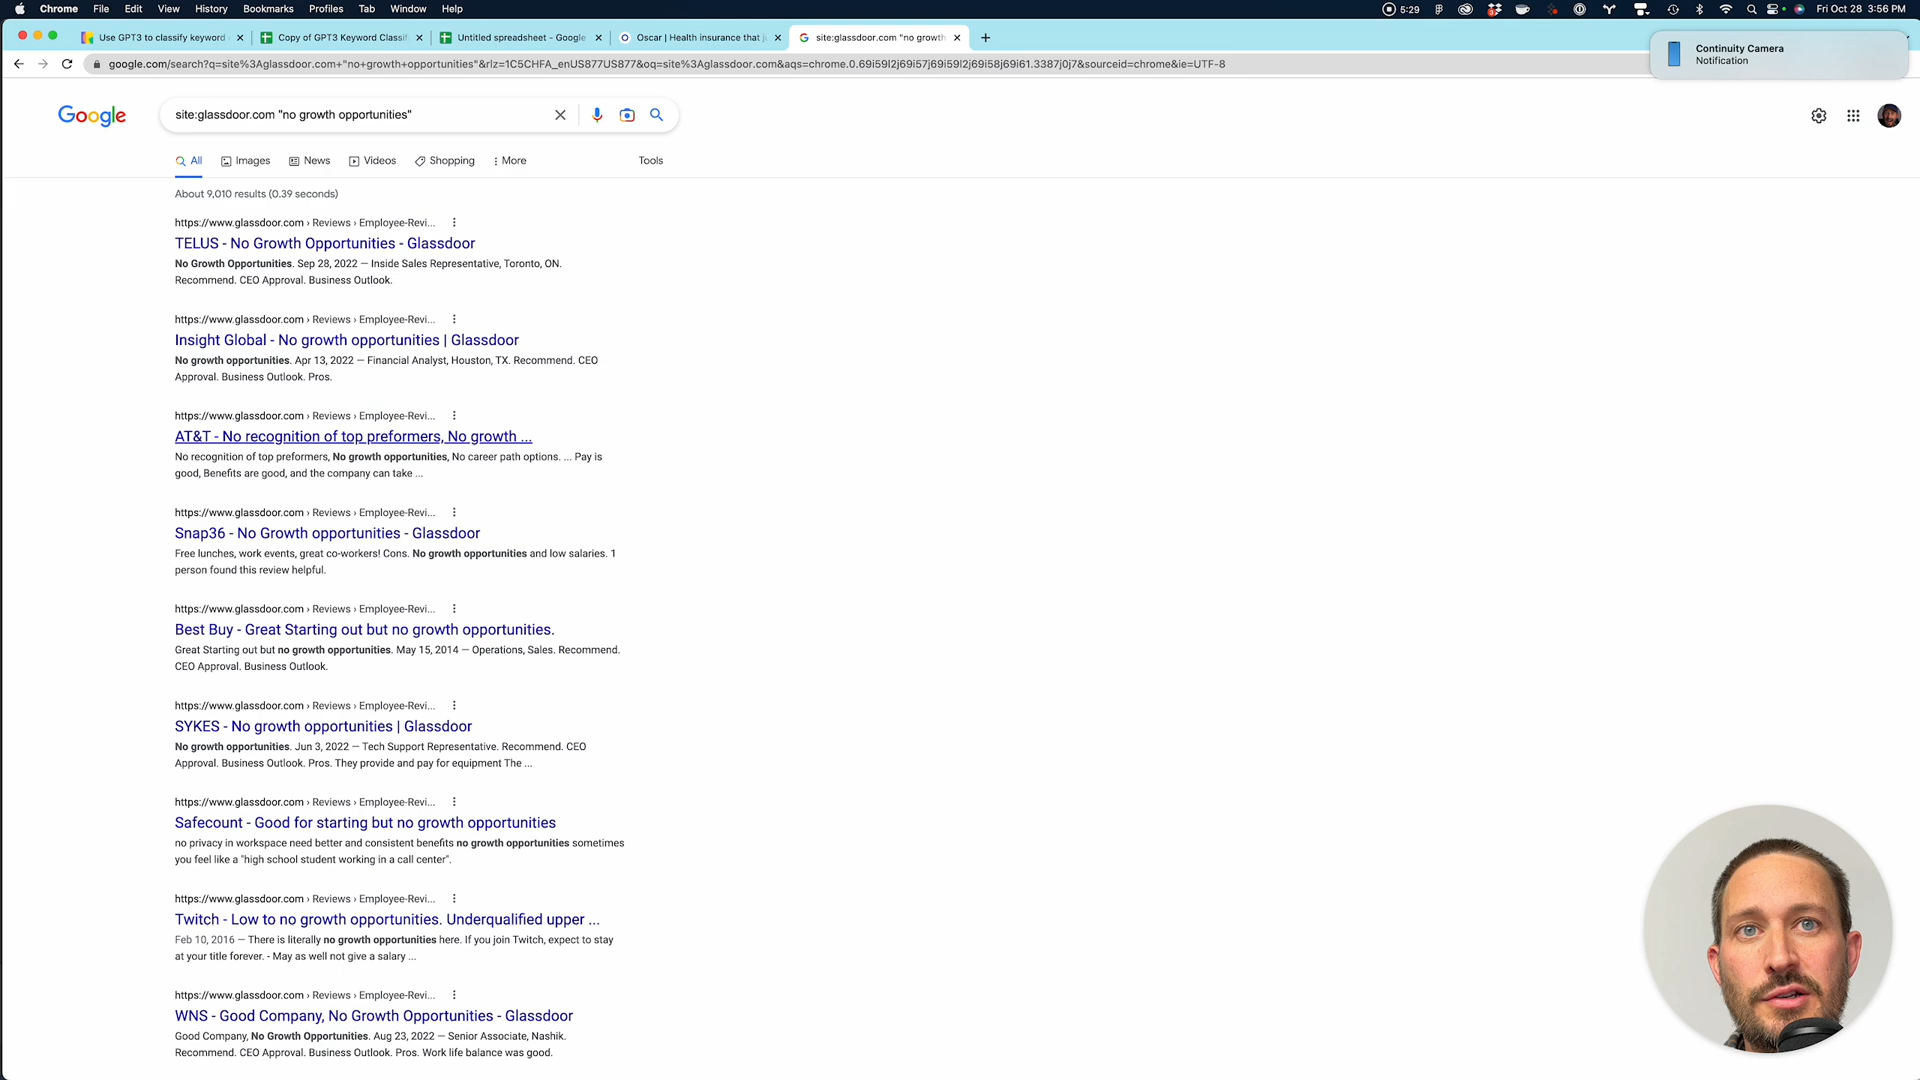 Chrome File Edit View History Bookmarks Profiles Tab Window Help 5:29 Fri Oct 28 3:56 PM
Use GPT3 to classify keyword Copy of GPT3 Keyword Classif Untitled spreadsheet - Google Oscar | Health insurance that j site:glassdoor.com "no growth
Continuity Camera
Notification
google.com/search?q=site%3Aglassdoor.com+"no+growth+opportunities"&rlz=1C5CHFA_enUS877US877&oq=site%3Aglassdoor.com&aqs=chrome.0.69i59l2j69i57j69i59l2j69i58j69i61.3387j0j7&sourceid=chrome&ie=UTF-8
Google
site:glassdoor.com "no growth opportunities"
All Images News Videos Shopping More Tools
About 9,010 results (0.39 seconds)
https://www.glassdoor.com › Reviews › Employee-Revi...
TELUS - No Growth Opportunities - Glassdoor
No Growth Opportunities. Sep 28, 2022 — Inside Sales Representative, Toronto, ON.
Recommend. CEO Approval. Business Outlook.
https://www.glassdoor.com › Reviews › Employee-Revi...
Insight Global - No growth opportunities | Glassdoor
No growth opportunities. Apr 13, 2022 — Financial Analyst, Houston, TX. Recommend. CEO
Approval. Business Outlook. Pros.
https://www.glassdoor.com › Reviews › Employee-Revi...
AT&T - No recognition of top preformers, No growth ...
No recognition of top preformers, No growth opportunities, No career path options. ... Pay is
good, Benefits are good, and the company can take ...
https://www.glassdoor.com › Reviews › Employee-Revi...
Snap36 - No Growth opportunities - Glassdoor
Free lunches, work events, great co-workers! Cons. No growth opportunities and low salaries. 1
person found this review helpful.
https://www.glassdoor.com › Reviews › Employee-Revi...
Best Buy - Great Starting out but no growth opportunities.
Great Starting out but no growth opportunities. May 15, 2014 — Operations, Sales. Recommend.
CEO Approval. Business Outlook.
https://www.glassdoor.com › Reviews › Employee-Revi...
SYKES - No growth opportunities | Glassdoor
No growth opportunities. Jun 3, 2022 — Tech Support Representative. Recommend. CEO
Approval. Business Outlook. Pros. They provide and pay for equipment The ...
https://www.glassdoor.com › Reviews › Employee-Revi...
Safecount - Good for starting but no growth opportunities
no privacy in workspace need better and consistent benefits no growth opportunities sometimes
you feel like a "high school student working in a call center".
https://www.glassdoor.com › Reviews › Employee-Revi...
Twitch - Low to no growth opportunities. Underqualified upper ...
Feb 10, 2016 — There is literally no growth opportunities here. If you join Twitch, expect to stay
at your title forever. - May as well not give a salary ...
https://www.glassdoor.com › Reviews › Employee-Revi...
WNS - Good Company, No Growth Opportunities - Glassdoor
Good Company, No Growth Opportunities. Aug 23, 2022 — Senior Associate, Nashik.
Recommend. CEO Approval. Business Outlook. Pros. Work life balance was good.